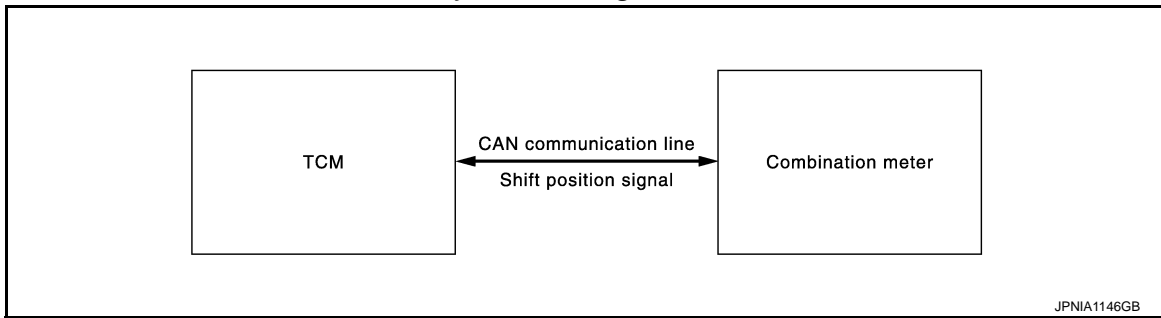 TCM
CAN communication line
Shift position signal
Combination meter
JPNIA1146GB